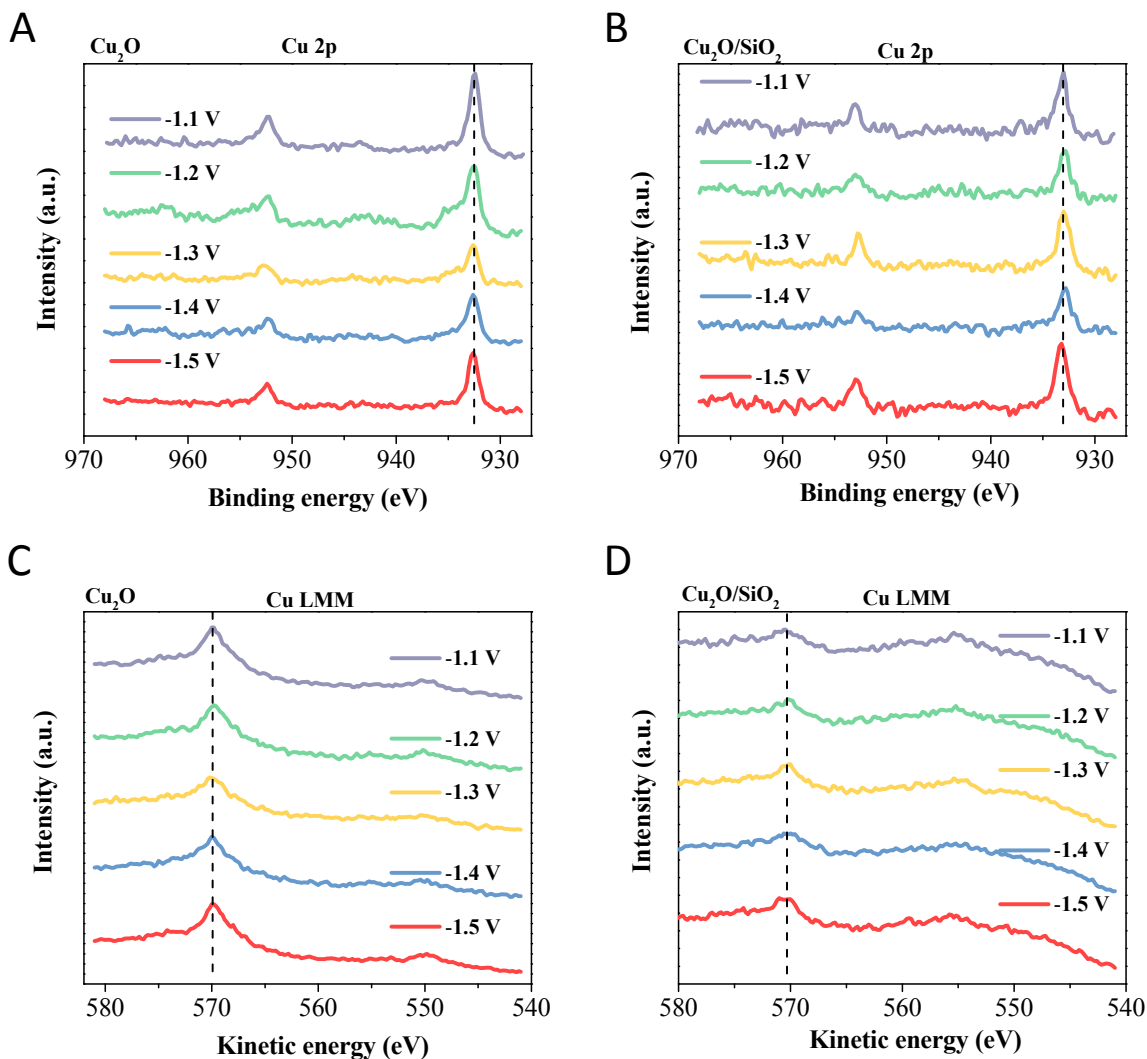 A
Cu₂O
Cu 2p
-1.1 V
-1.2 V
-1.3 V
-1.4 V
-1.5 V
Intensity (a.u.)
970 960 950 940 930
Binding energy (eV)
B
Cu₂O/SiO₂
Cu 2p
-1.1 V
-1.2 V
-1.3 V
-1.4 V
-1.5 V
Intensity (a.u.)
970 960 950 940 930
Binding energy (eV)
C
Cu₂O
Cu LMM
-1.1 V
-1.2 V
-1.3 V
-1.4 V
-1.5 V
Intensity (a.u.)
580 570 560 550 540
Kinetic energy (eV)
D
Cu₂O/SiO₂
Cu LMM
-1.1 V
-1.2 V
-1.3 V
-1.4 V
-1.5 V
Intensity (a.u.)
580 570 560 550 540
Kinetic energy (eV)